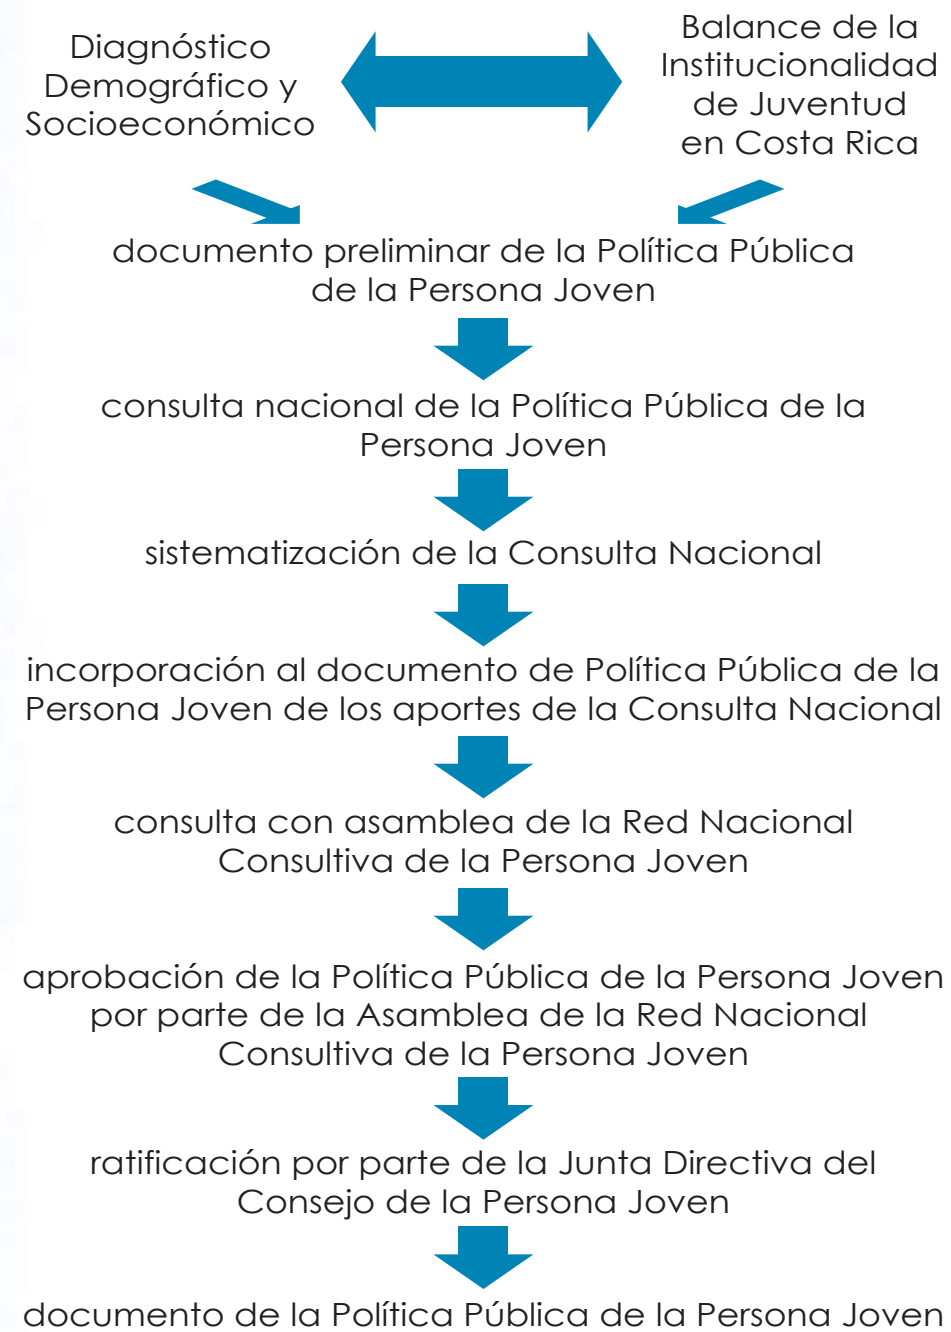 Diagnóstico
Demográfico y
Socioeconómico
Balance de la
Institucionalidad
de Juventud
en Costa Rica
documento preliminar de la Política Pública
de la Persona Joven
consulta nacional de la Política Pública de la
Persona Joven
sistematización de la Consulta Nacional
incorporación al documento de Política Pública de la
Persona Joven de los aportes de la Consulta Nacional
consulta con asamblea de la Red Nacional
Consultiva de la Persona Joven
aprobación de la Política Pública de la Persona Joven
por parte de la Asamblea de la Red Nacional
Consultiva de la Persona Joven
ratificación por parte de la Junta Directiva del
Consejo de la Persona Joven
documento de la Política Pública de la Persona Joven